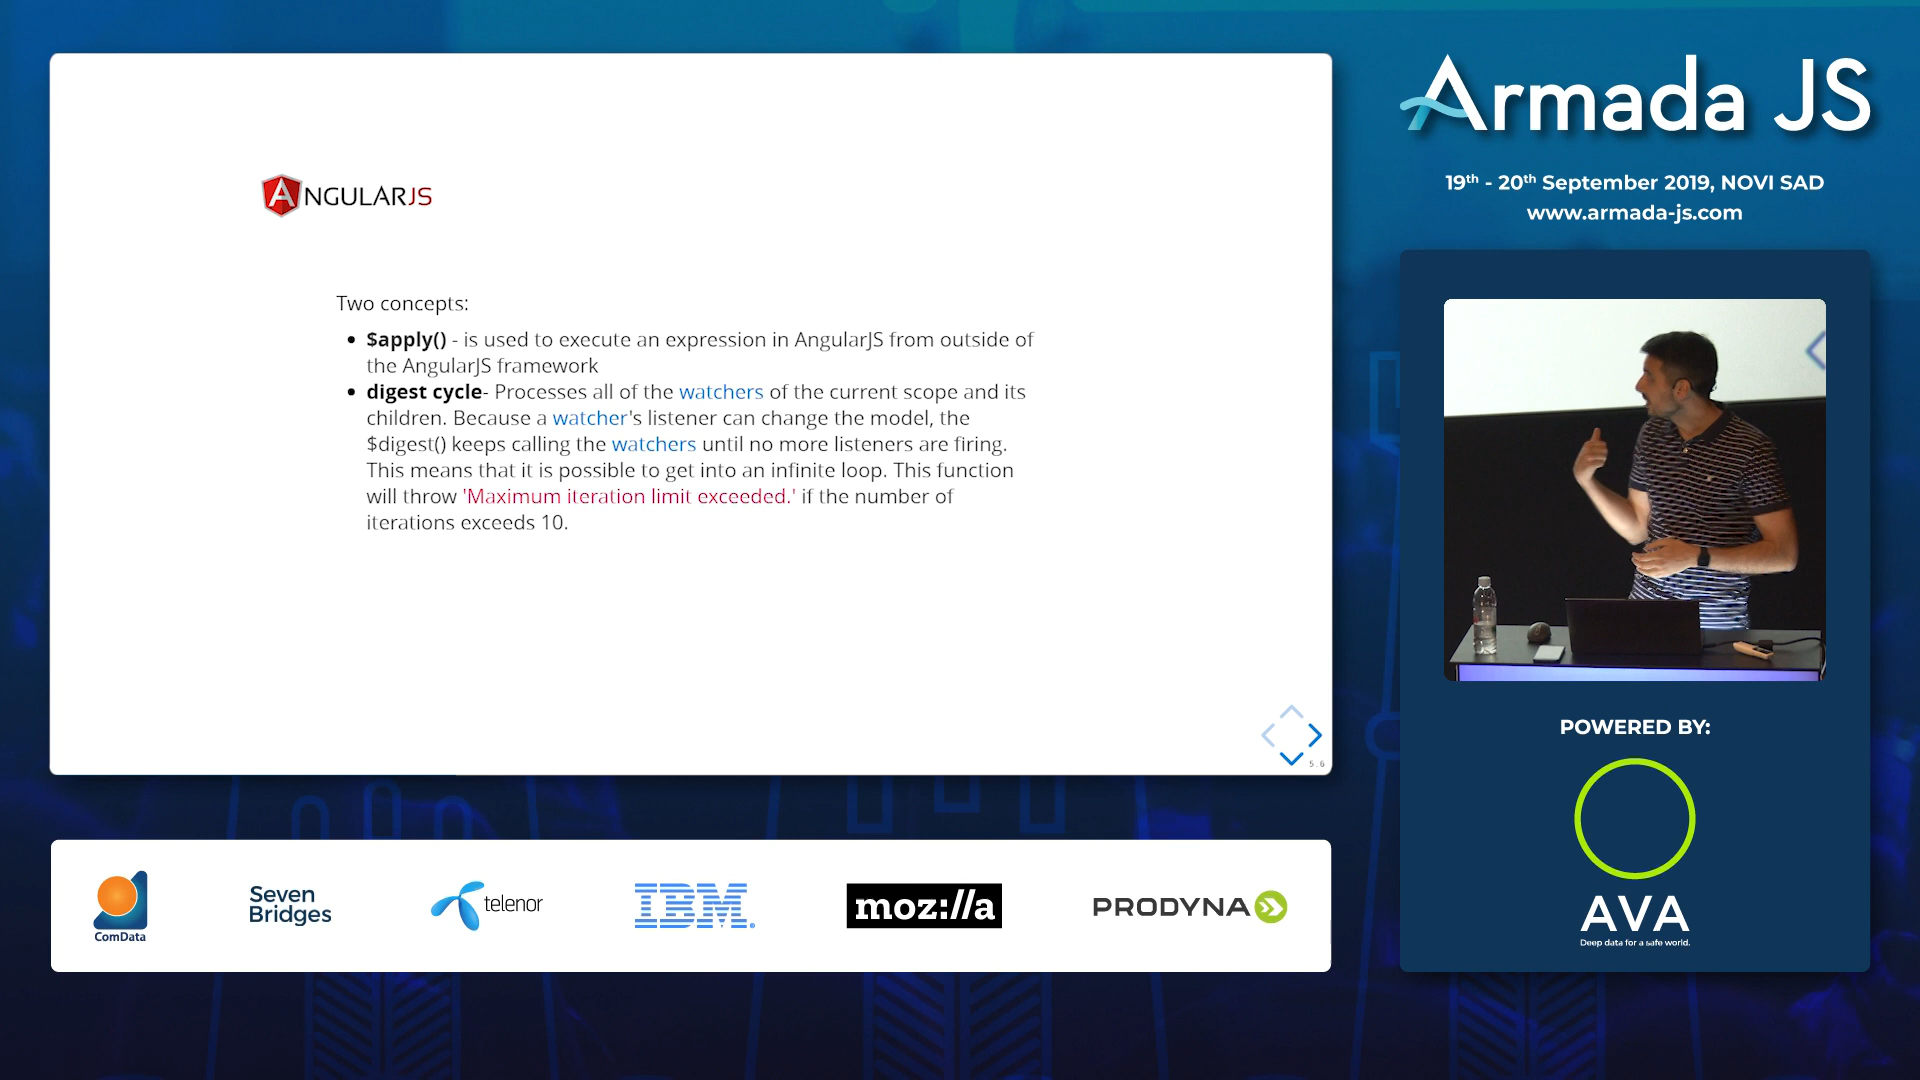 ANGULARJS
Two concepts:
• $apply() - is used to execute an expression in AngularJS from outside of
the AngularJS framework
• digest cycle- Processes all of the watchers of the current scope and its
children. Because a watcher's listener can change the model, the
$digest() keeps calling the watchers until no more listeners are firing.
This means that it is possible to get into an infinite loop. This function
will throw 'Maximum iteration limit exceeded.' if the number of
iterations exceeds 10.
5.6
Armada JS
19th - 20th September 2019, NOVI SAD
www.armada-js.com
POWERED BY:
AVA
Deep data for a safe world.
ComData
Seven
Bridges
telenor
IBM
moz://a
PRODYNA